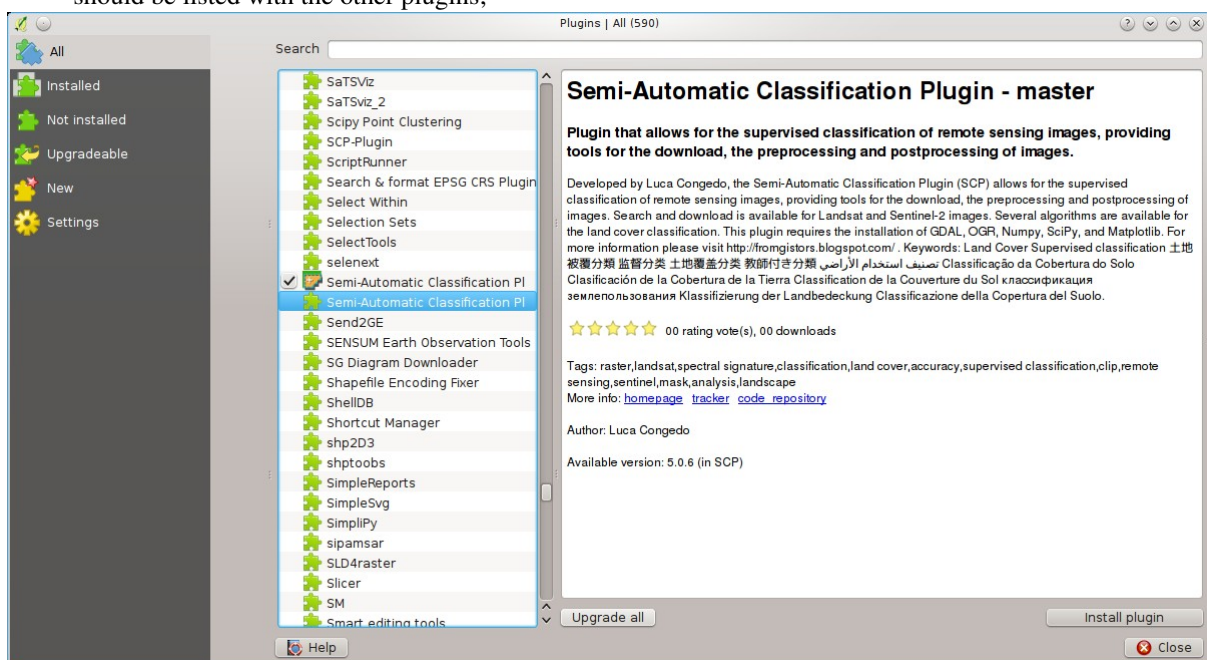 should be listed with the other plugins;
Plugins | All (590)
All
Installed
Not installed
Upgradeable
New
Settings
Search
SaTSViz
SaTSviz_2
Scipy Point Clustering
SCP-Plugin
ScriptRunner
Search & format EPSG CRS Plugin
Select Within
Selection Sets
SelectTools
selenext
Semi-Automatic Classification Pl
Semi-Automatic Classification Pl
Send2GE
SENSUM Earth Observation Tools
SG Diagram Downloader
Shapefile Encoding Fixer
ShellDB
Shortcut Manager
shp2D3
shptoobs
SimpleReports
SimpleSvg
SimpliPy
sipamsar
SLD4raster
Slicer
SM
Smart editing tools
Semi-Automatic Classification Plugin - master
Plugin that allows for the supervised classification of remote sensing images, providing
tools for the download, the preprocessing and postprocessing of images.
Developed by Luca Congedo, the Semi-Automatic Classification Plugin (SCP) allows for the supervised
classification of remote sensing images, providing tools for the download, the preprocessing and postprocessing of
images. Search and download is available for Landsat and Sentinel-2 images. Several algorithms are available for
the land cover classification. This plugin requires the installation of GDAL, OGR, Numpy, SciPy, and Matplotlib. For
more information please visit http://fromgistors.blogspot.com/ . Keywords: Land Cover Supervised classification 土地
被覆分類 监督分类 土地覆盖分类 教師付き分類 تصنيف استخدام الأراضي Classificação da Cobertura do Solo
Clasificación de la Cobertura de la Tierra Classification de la Couverture du Sol классификация
землепользования Klassifizierung der Landbedeckung Classificazione della Copertura del Suolo.
00 rating vote(s), 00 downloads
Tags: raster,landsat,spectral signature,classification,land cover,accuracy,supervised classification,clip,remote
sensing,sentinel,mask,analysis,landscape
More info: homepage tracker code_repository
Author: Luca Congedo
Available version: 5.0.6 (in SCP)
Upgrade all
Install plugin
Help
Close